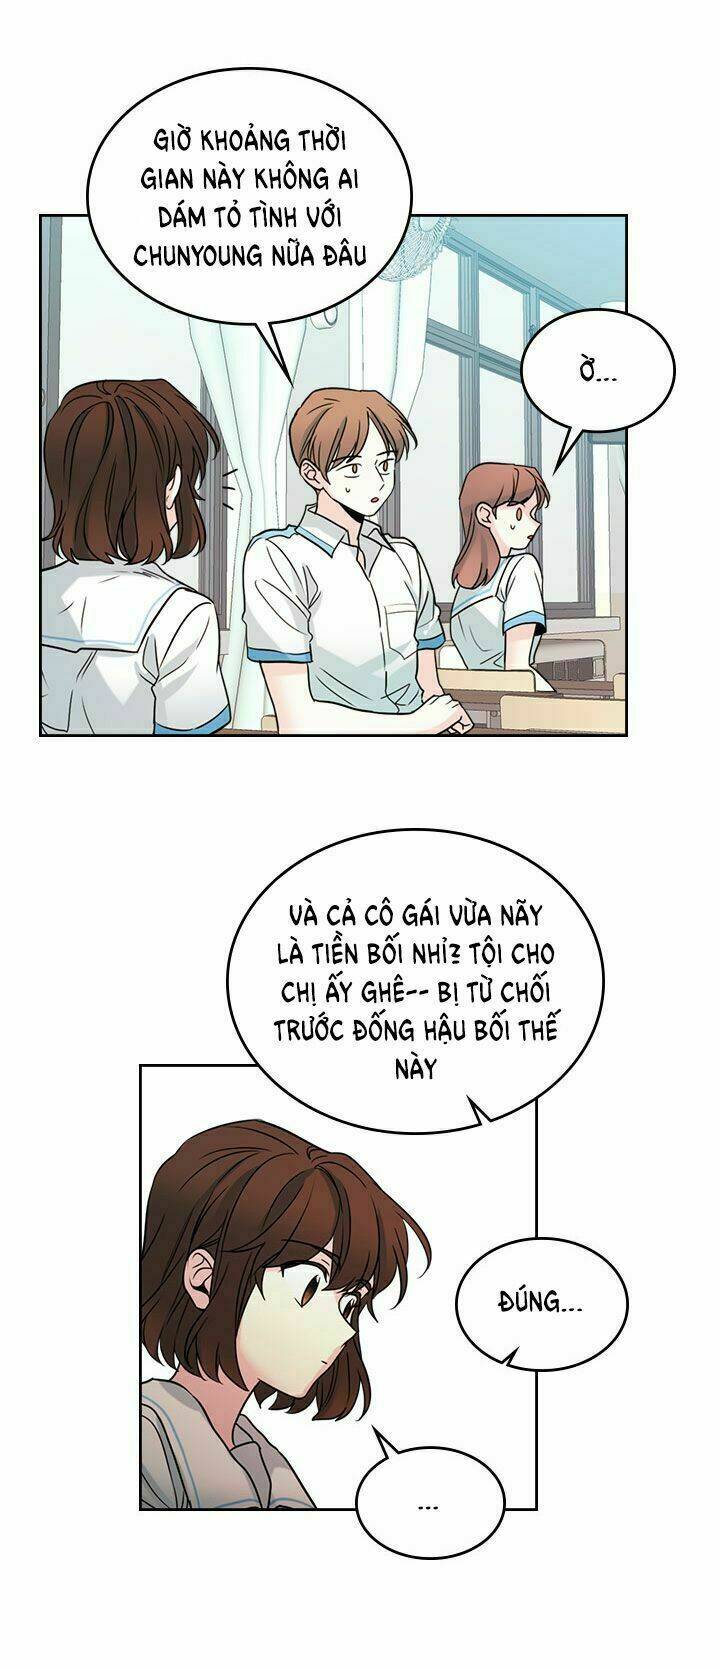 GIỜ KHOẢNG THỜI
GIAN NÀY KHÔNG AI
DÁM TỎ TÌNH VỚI
CHUNYOUNG NỮA ĐÂU
Ờ...
VÀ CẢ CÔ GÁI VỪA NÃY
LÀ TIỀN BỐI NHỈ? TỘI CHO
CHỊ ẤY GHÊ-- BỊ TỪ CHỐI
TRƯỚC ĐỐNG HẬU BỐI THẾ
NÀY
ĐÚNG...
...